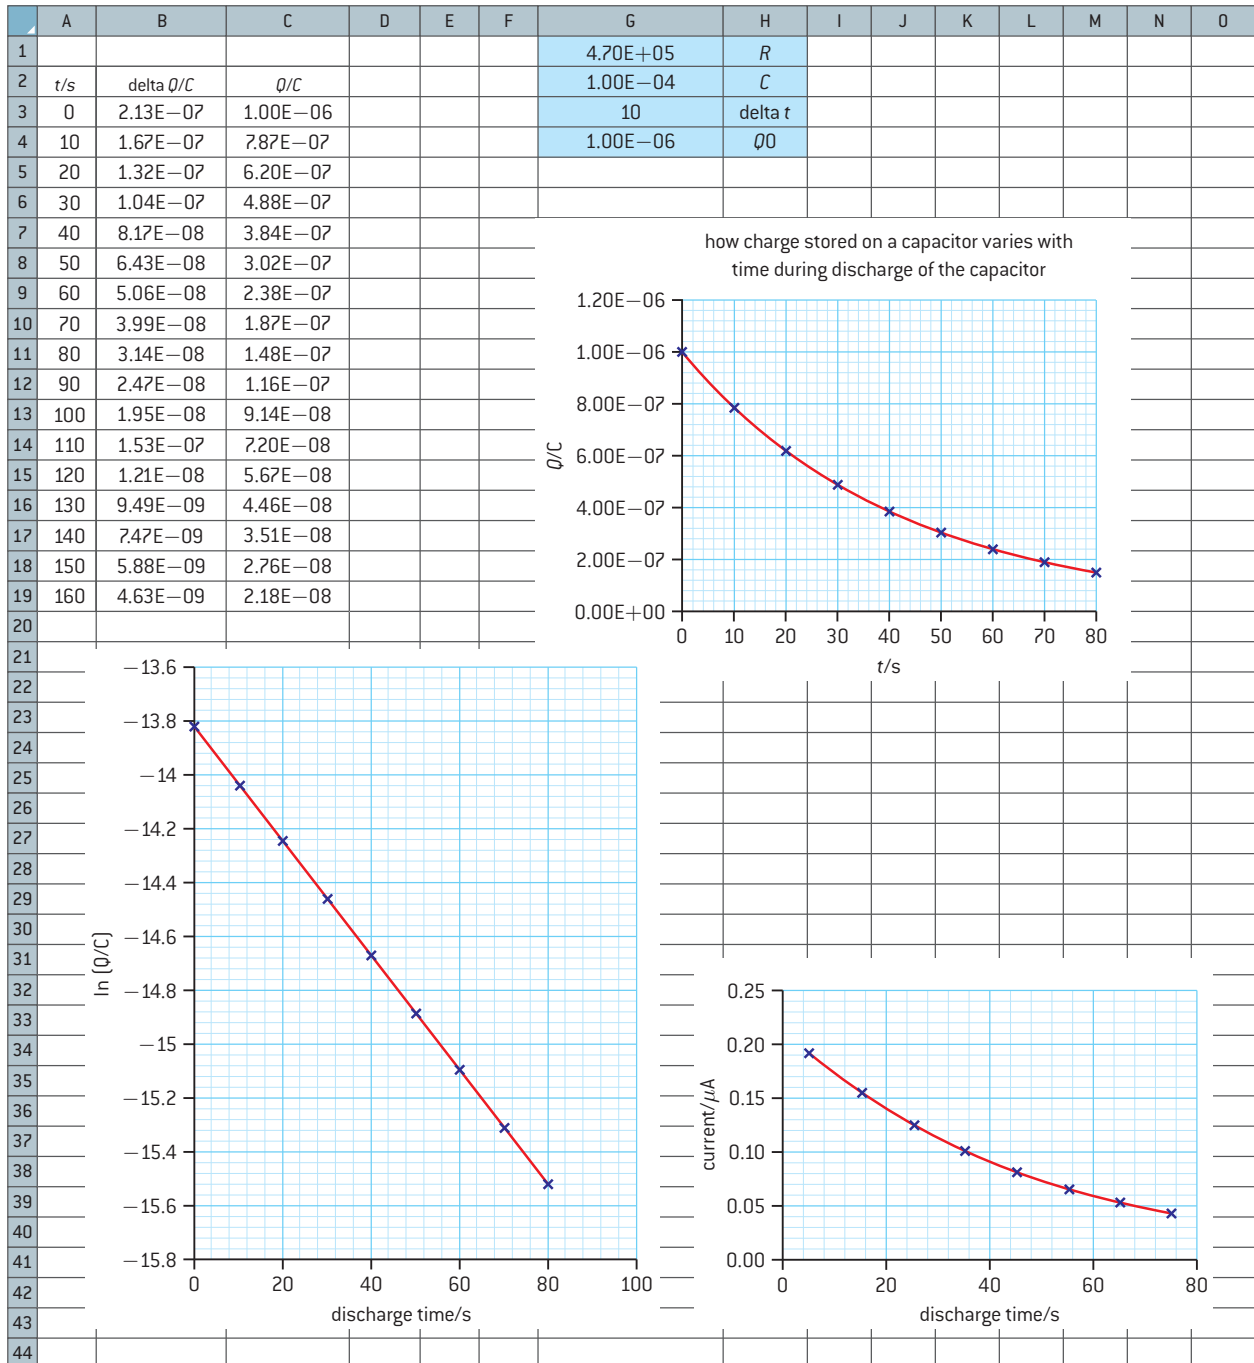 A B C D E F G H I J K L M N O
1 4.70E+05 R
2 t/s delta Q/C Q/C 1.00E−04 C
3 0 2.13E−07 1.00E−06 10 delta t
4 10 1.67E−07 7.87E−07 1.00E−06 Q0
5 20 1.32E−07 6.20E−07
6 30 1.04E−07 4.88E−07
7 40 8.17E−08 3.84E−07
8 50 6.43E−08 3.02E−07
9 60 5.06E−08 2.38E−07
10 70 3.99E−08 1.87E−07
11 80 3.14E−08 1.48E−07
12 90 2.47E−08 1.16E−07
13 100 1.95E−08 9.14E−08
14 110 1.53E−07 7.20E−08
15 120 1.21E−08 5.67E−08
16 130 9.49E−09 4.46E−08
17 140 7.47E−09 3.51E−08
18 150 5.88E−09 2.76E−08
19 160 4.63E−09 2.18E−08
20
21
22
23
24
25
26
27
28
29
30
31
32
33
34
35
36
37
38
39
40
41
42
43
44
how charge stored on a capacitor varies with
time during discharge of the capacitor
Q/C
1.20E−06
1.00E−06
8.00E−07
6.00E−07
4.00E−07
2.00E−07
0.00E+00
0 10 20 30 40 50 60 70 80
t/s
ln (Q/C)
−13.6
−13.8
−14
−14.2
−14.4
−14.6
−14.8
−15
−15.2
−15.4
−15.6
−15.8
0 20 40 60 80 100
discharge time/s
current/μA
0.25
0.20
0.15
0.10
0.05
0.00
0 20 40 60 80
discharge time/s